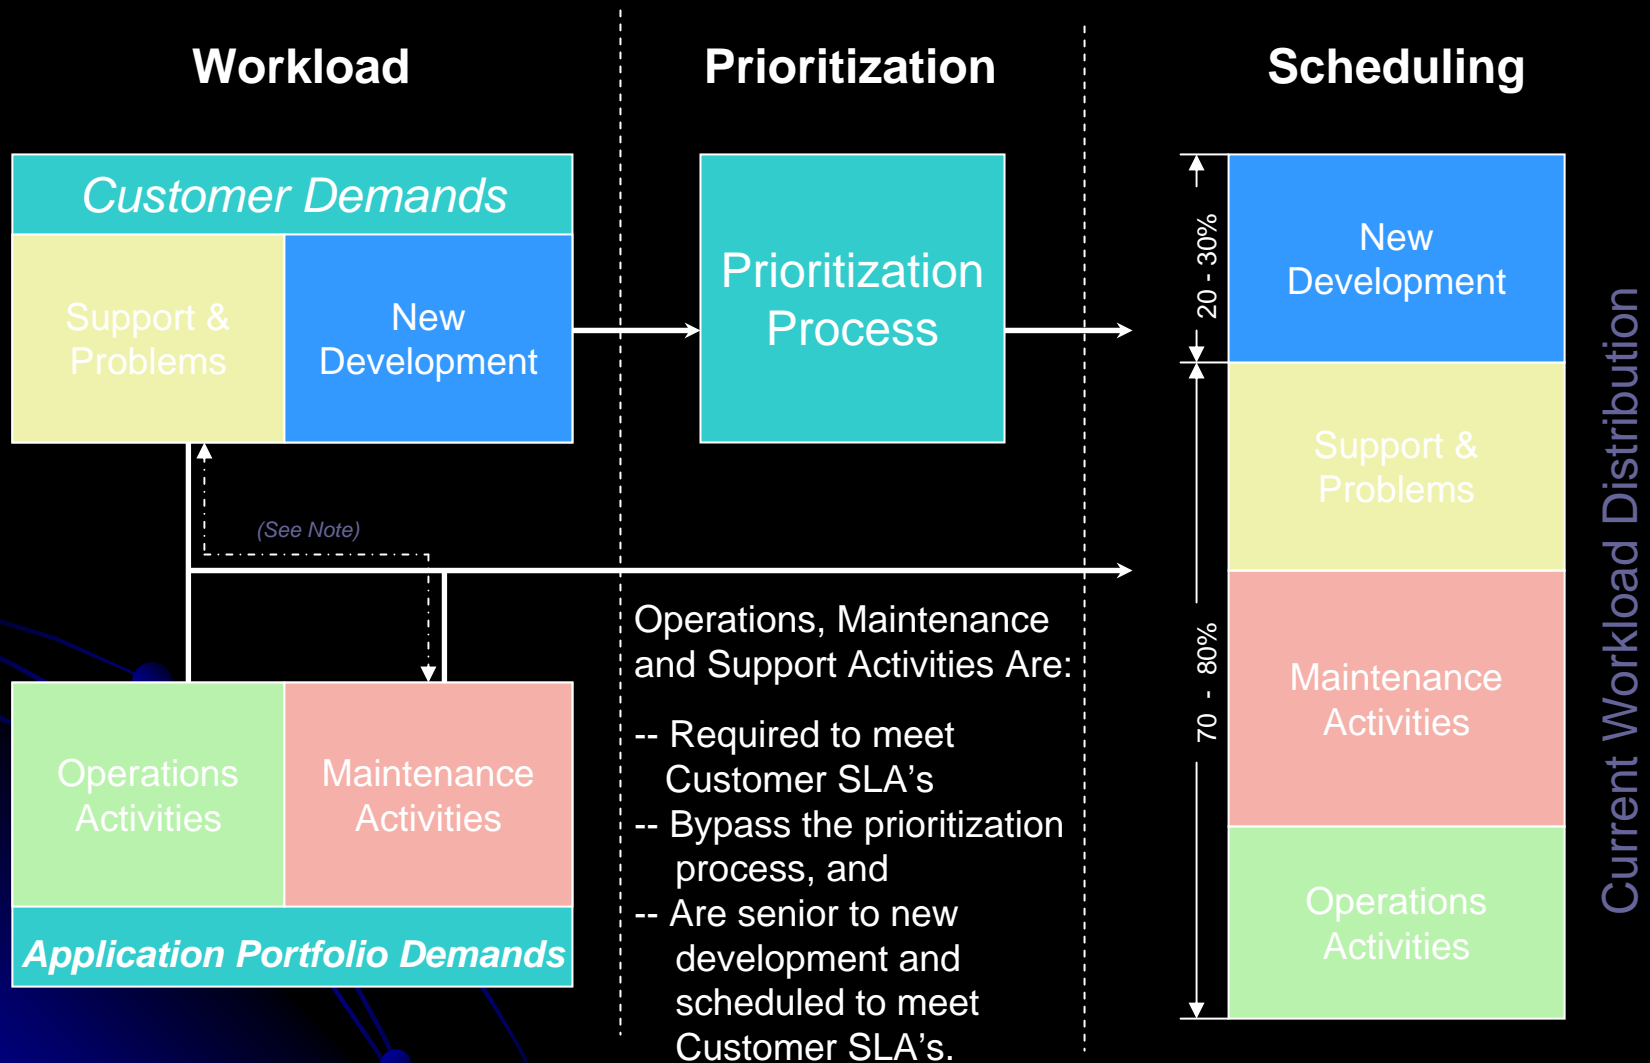 Workload
Prioritization
Scheduling
Customer Demands
Support &
Problems
New
Development
Prioritization
Process
(See Note)
Operations
Activities
Maintenance
Activities
Application Portfolio Demands
Operations, Maintenance
and Support Activities Are:
-- Required to meet
Customer SLA's
-- Bypass the prioritization
process, and
-- Are senior to new
development and
scheduled to meet
Customer SLA's.
20 - 30%
70 - 80%
New
Development
Support &
Problems
Maintenance
Activities
Operations
Activities
Current Workload Distribution